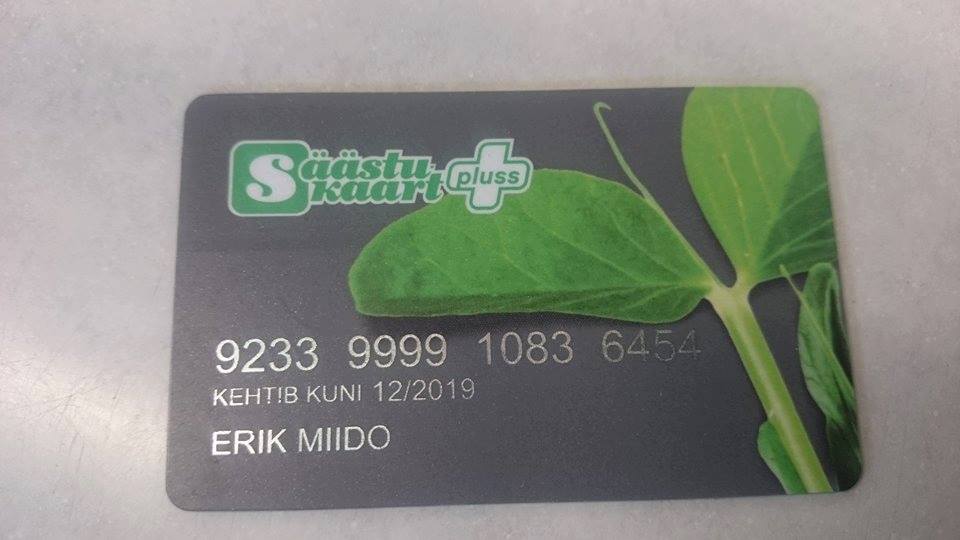 Säästu
kaart pluss
9233 9999 1083 6454
KEHTIB KUNI 12/2019
ERIK MIIDO